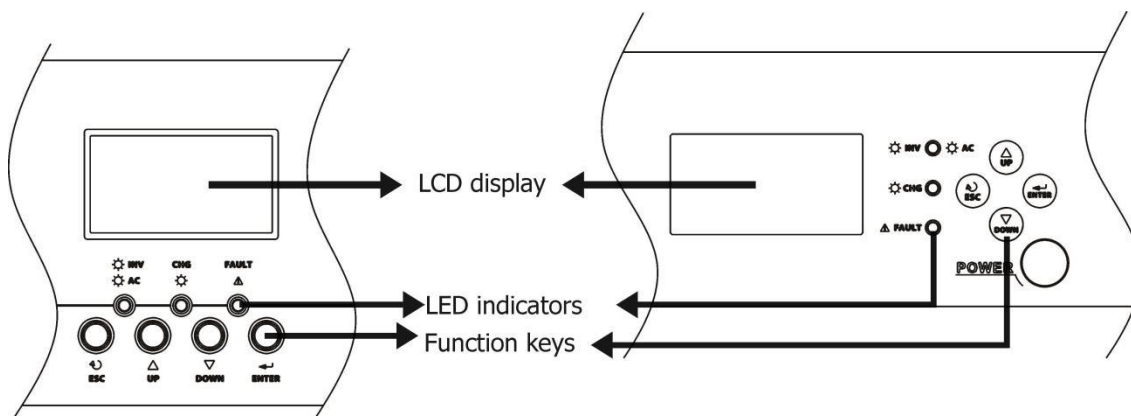 INV
CHG
FAULT
AC
ESC
UP
DOWN
ENTER
LCD display
LED indicators
Function keys
INV
AC
UP
CHG
ESC
ENTER
FAULT
DOWN
POWER